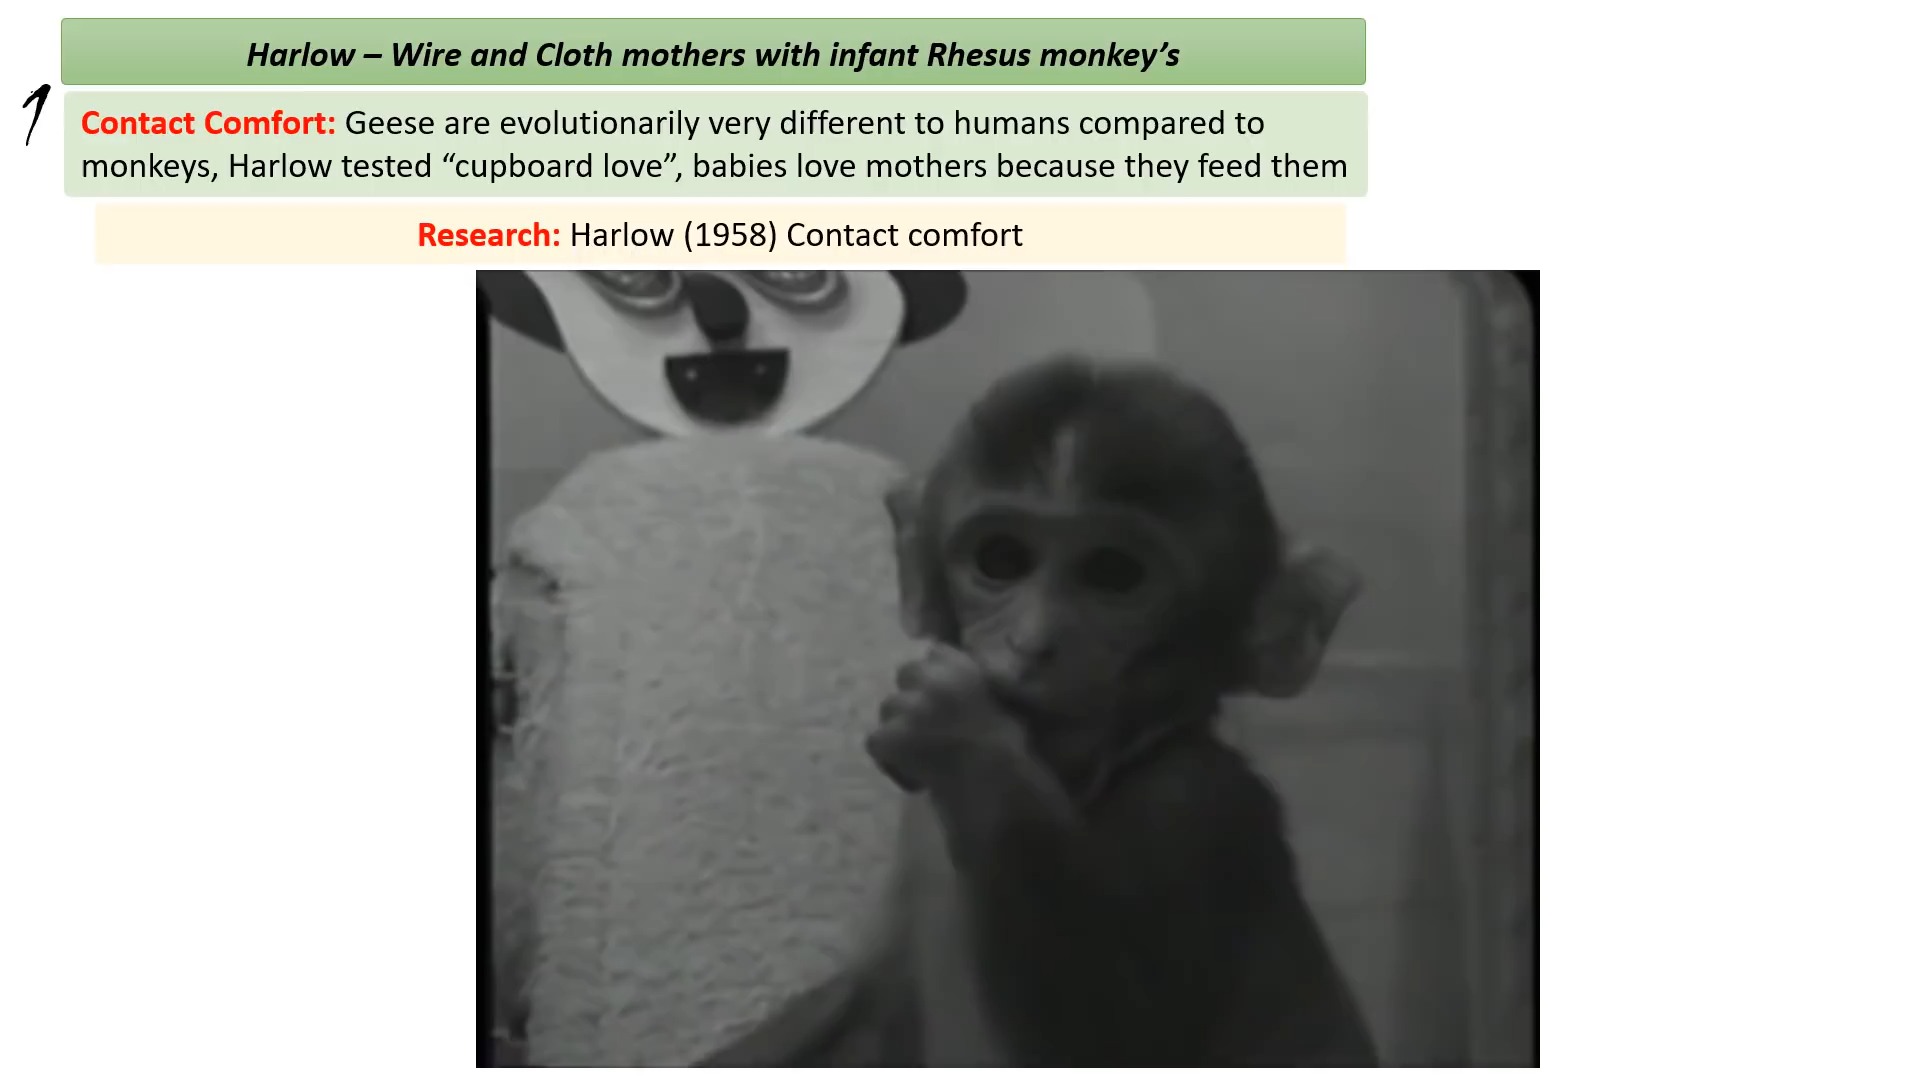 Harlow – Wire and Cloth mothers with infant Rhesus monkey’s
Contact Comfort: Geese are evolutionarily very different to humans compared to
monkeys, Harlow tested “cupboard love”, babies love mothers because they feed them
Research: Harlow (1958) Contact comfort